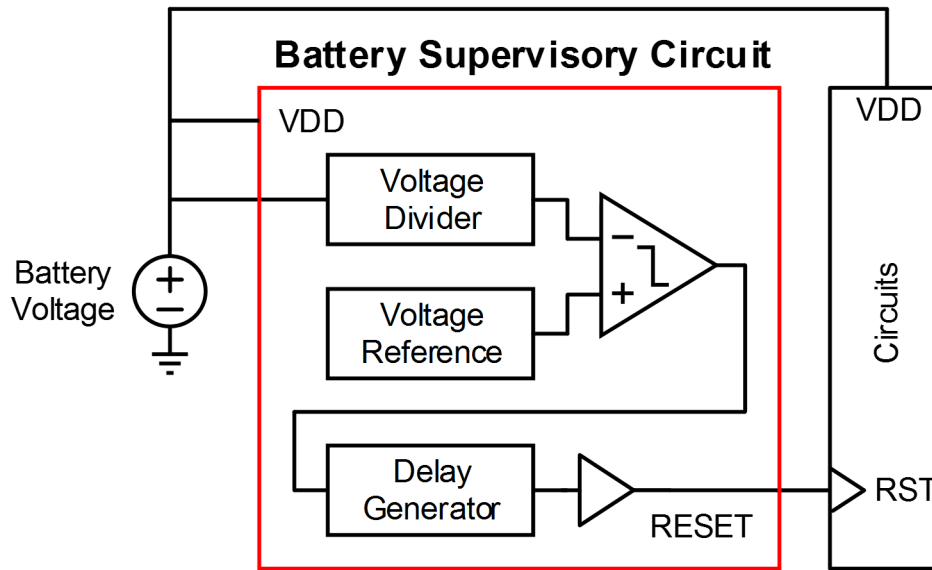 Battery Supervisory Circuit
VDD
VDD
Voltage
Divider
Battery
Voltage
Voltage
Reference
Circuits
Delay
Generator
RESET
RST